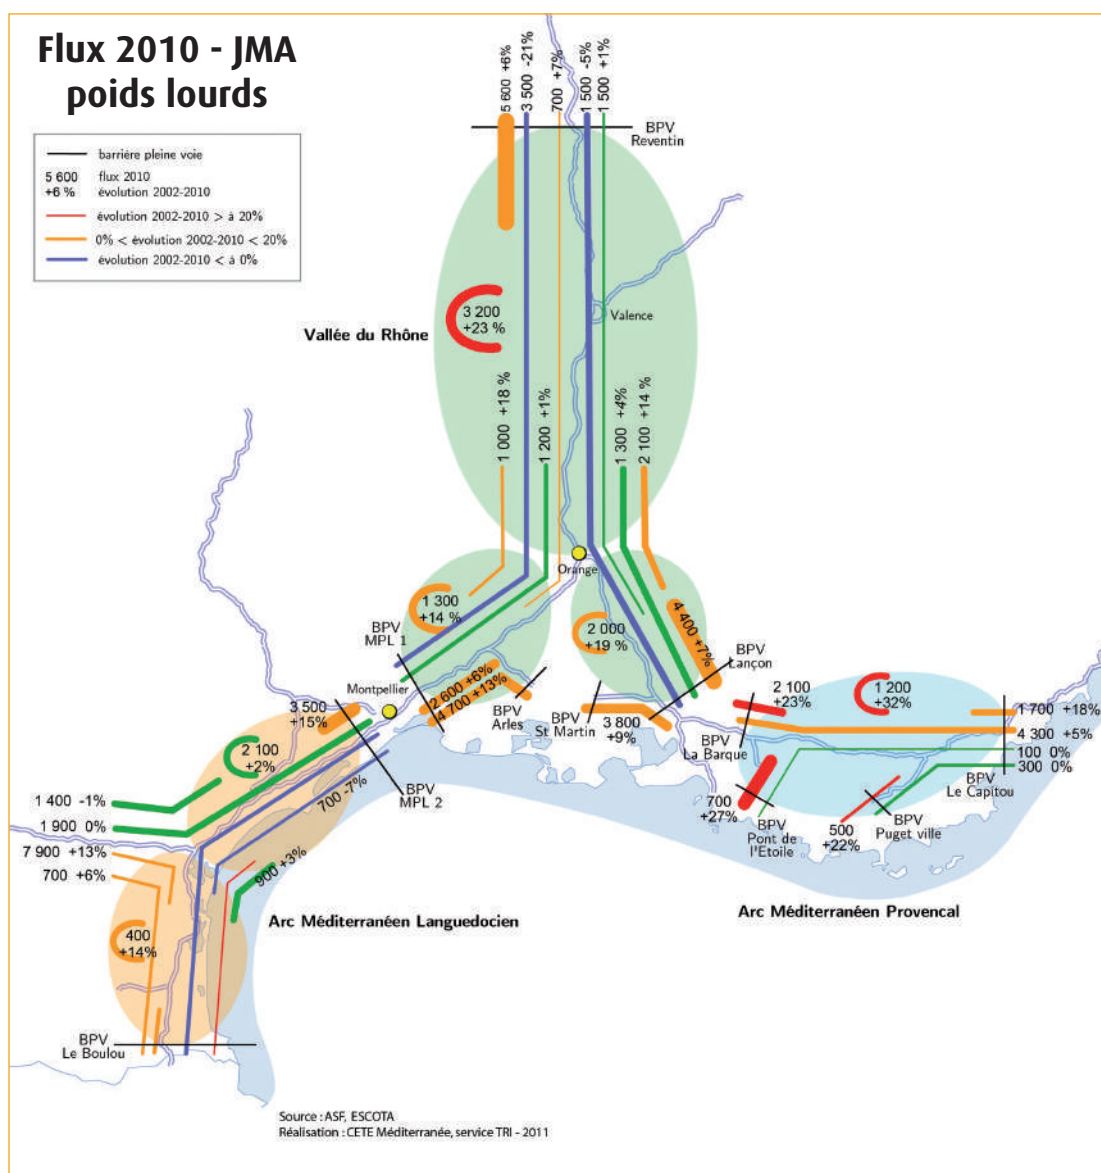 Flux 2010 - JMA
poids lourds
barrière pleine voie
5 600 flux 2010
+6 % évolution 2002-2010
évolution 2002-2010 > à 20%
0% < évolution 2002-2010 < 20%
évolution 2002-2010 < à 0%
5 600 +6%
3 500 -21%
700 +7%
1 500 -5%
1 500 +1%
BPV
Reventin
3 200
+23 %
Vallée du Rhône
Valence
1 000 +18 %
1 200 +1%
1 300 +4%
2 100 +14 %
Orange
1 300
+14 %
2 000
+19 %
4 400 +7%
BPV
MPL 1
BPV
Lançon
Montpellier
2 600 +6%
4 700 +13%
BPV
Arles
BPV
St Martin
3 800
+9%
3 500
+15%
2 100
+2%
BPV
MPL 2
700 -7%
1 400 -1%
1 900 0%
7 900 +13%
700 +6%
900 +3%
400
+14%
Arc Méditerranéen Languedocien
BPV
Le Boulou
2 100
+23%
1 200
+32%
1 700 +18%
4 300 +5%
100 0%
300 0%
BPV
La Barque
BPV
Le Capitou
700
+27%
BPV
Pont de
l'Etoile
500
+22%
BPV
Puget ville
Arc Méditerranéen Provencal
Source : ASF, ESCOTA
Réalisation : CETE Méditerranée, service TRI - 2011